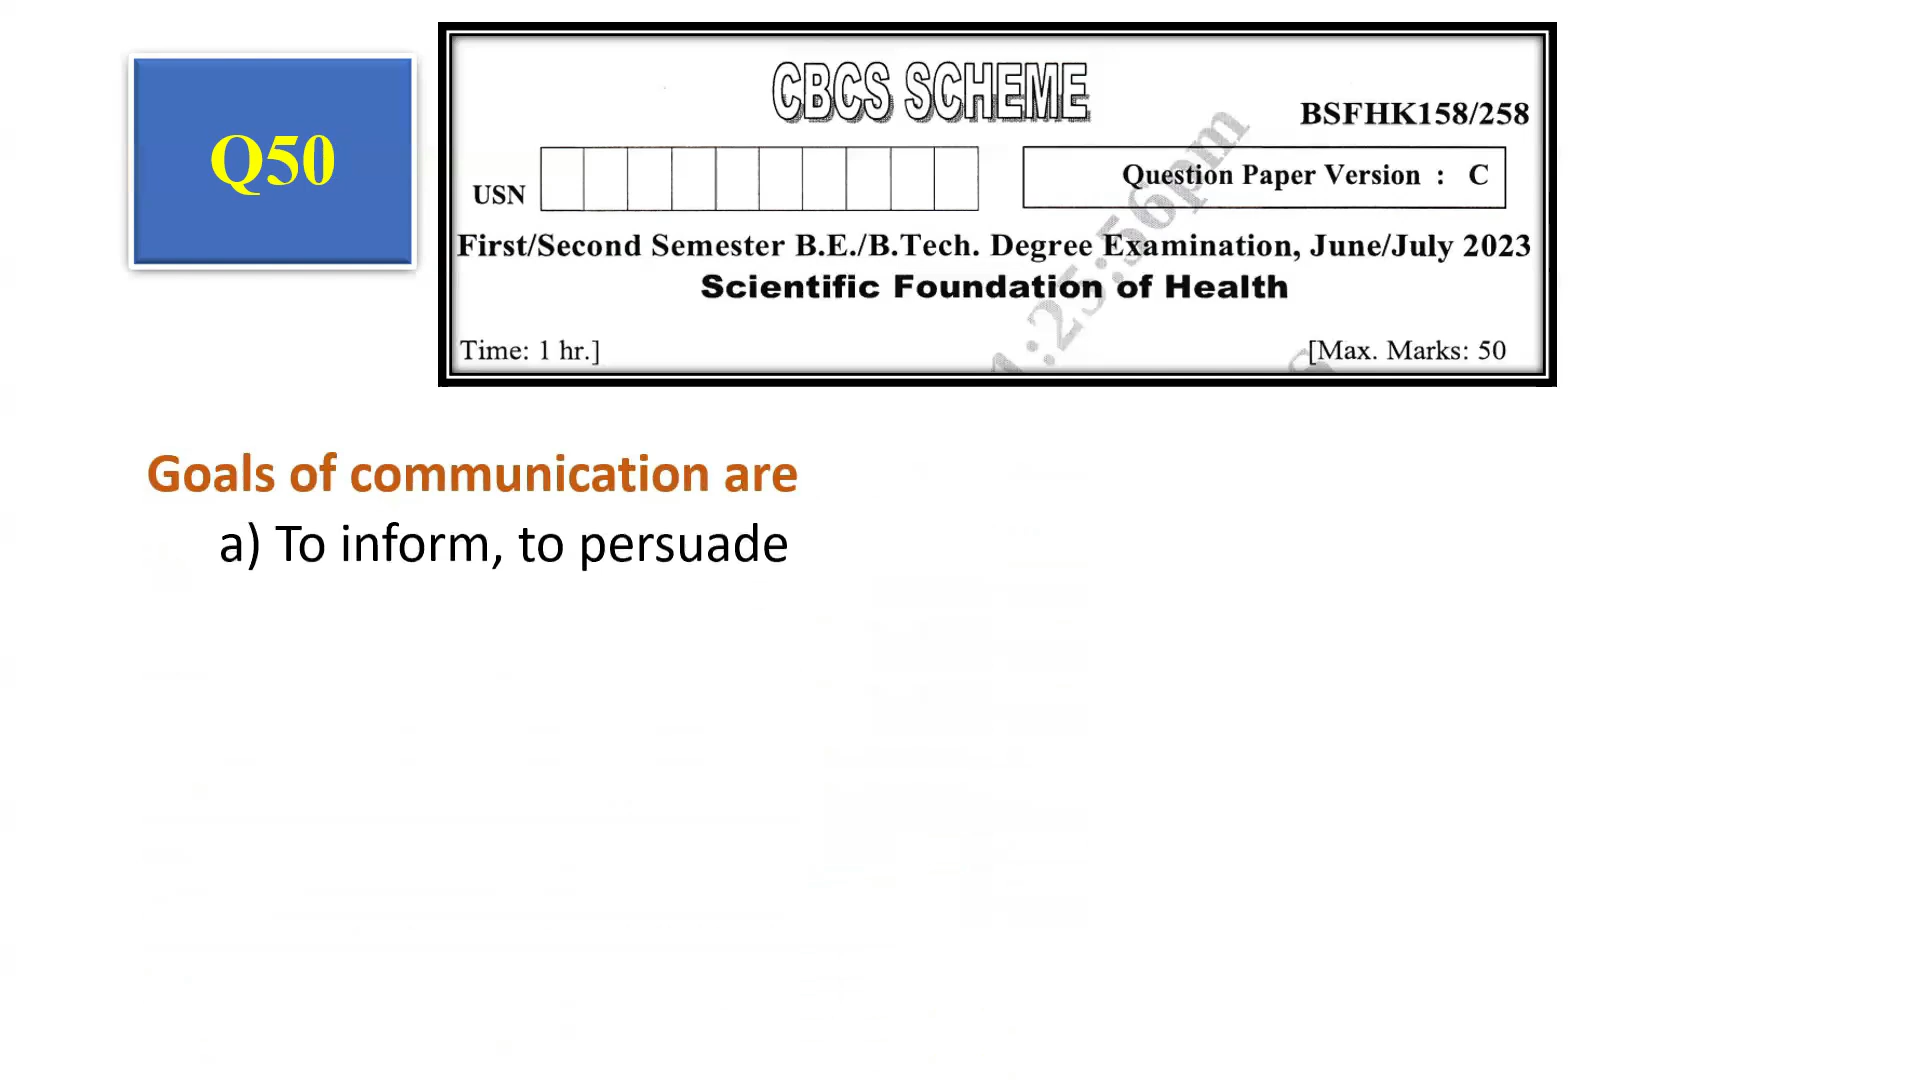 Q50
CBCS SCHEME
BSFHK158/258
USN
Question Paper Version : C
First/Second Semester B.E./B.Tech. Degree Examination, June/July 2023
Scientific Foundation of Health
Time: 1 hr.]
[Max. Marks: 50
Goals of communication are
a) To inform, to persuade